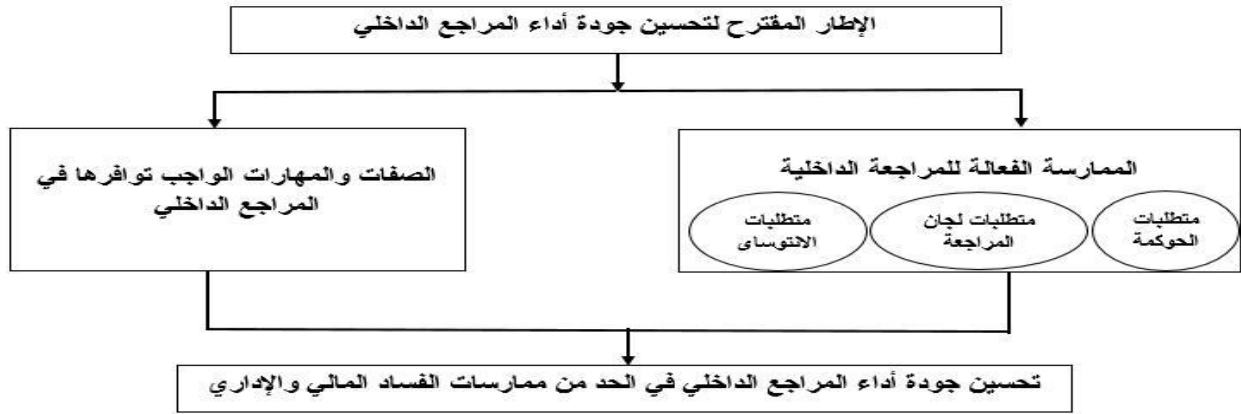 الإطار المقترح لتحسين جودة أداء المراجع الداخلي
الممارسة الفعالة للمراجعة الداخلية
متطلبات
الحوكمة
متطلبات لجان
المراجعة
متطلبات
الانتوساى
الصفات والمهارات الواجب توافرها في
المراجع الداخلي
تحسين جودة أداء المراجع الداخلي في الحد من ممارسات الفساد المالي والإداري